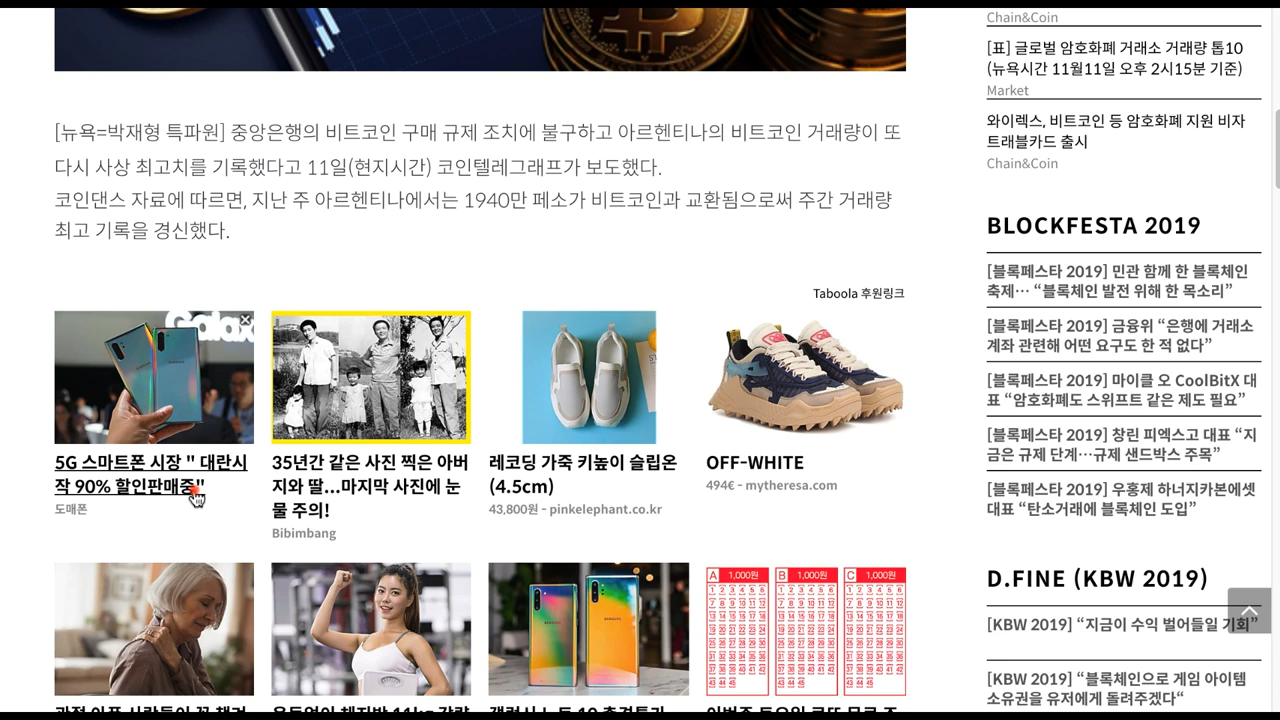 [뉴욕=박재형 특파원] 중앙은행의 비트코인 구매 규제 조치에 불구하고 아르헨티나의 비트코인 거래량이 또
다시 사상 최고치를 기록했다고 11일(현지시간) 코인텔레그래프가 보도했다.
코인댄스 자료에 따르면, 지난 주 아르헨티나에서는 1940만 페소가 비트코인과 교환됨으로써 주간 거래량
최고 기록을 경신했다.
Taboola 후원링크
5G 스마트폰 시장 " 대란시
작 90% 할인판매중"
도매폰
35년간 같은 사진 찍은 아버
지와 딸...마지막 사진에 눈
물 주의!
Bibimbang
레코딩 가죽 키높이 슬립온
(4.5cm)
43,800원 - pinkelephant.co.kr
OFF-WHITE
494€ - mytheresa.com
A 1,000원
B 1,000원
C 1,000원
Chain&Coin
[표] 글로벌 암호화폐 거래소 거래량 톱10
(뉴욕시간 11월11일 오후 2시15분 기준)
Market
와이렉스, 비트코인 등 암호화폐 지원 비자
트래블카드 출시
Chain&Coin
BLOCKFESTA 2019
[블록페스타 2019] 민관 함께 한 블록체인
축제… “블록체인 발전 위해 한 목소리”
[블록페스타 2019] 금융위 “은행에 거래소
계좌 관련해 어떤 요구도 한 적 없다”
[블록페스타 2019] 마이클 오 CoolBitX 대
표 “암호화폐도 스위프트 같은 제도 필요”
[블록페스타 2019] 창린 피엑스고 대표 “지
금은 규제 단계…규제 샌드박스 주목”
[블록페스타 2019] 우홍제 하너지카본에셋
대표 “탄소거래에 블록체인 도입”
D.FINE (KBW 2019)
[KBW 2019] “지금이 수익 벌어들일 기회”
[KBW 2019] “블록체인으로 게임 아이템
소유권을 유저에게 돌려주겠다“